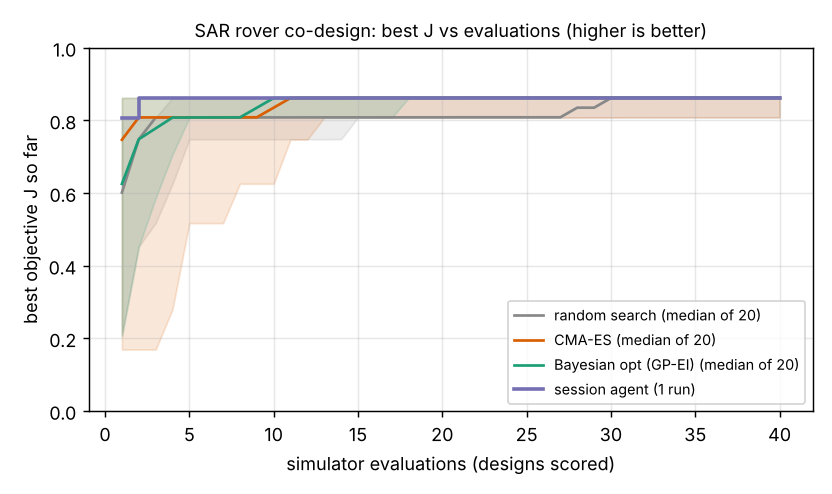 SAR rover co-design: best J vs evaluations (higher is better)
1.0
0.8
0.6
0.4
0.2
0.0
best objective J so far
random search (median of 20)
CMA-ES (median of 20)
Bayesian opt (GP-EI) (median of 20)
session agent (1 run)
0 5 10 15 20 25 30 35 40
simulator evaluations (designs scored)